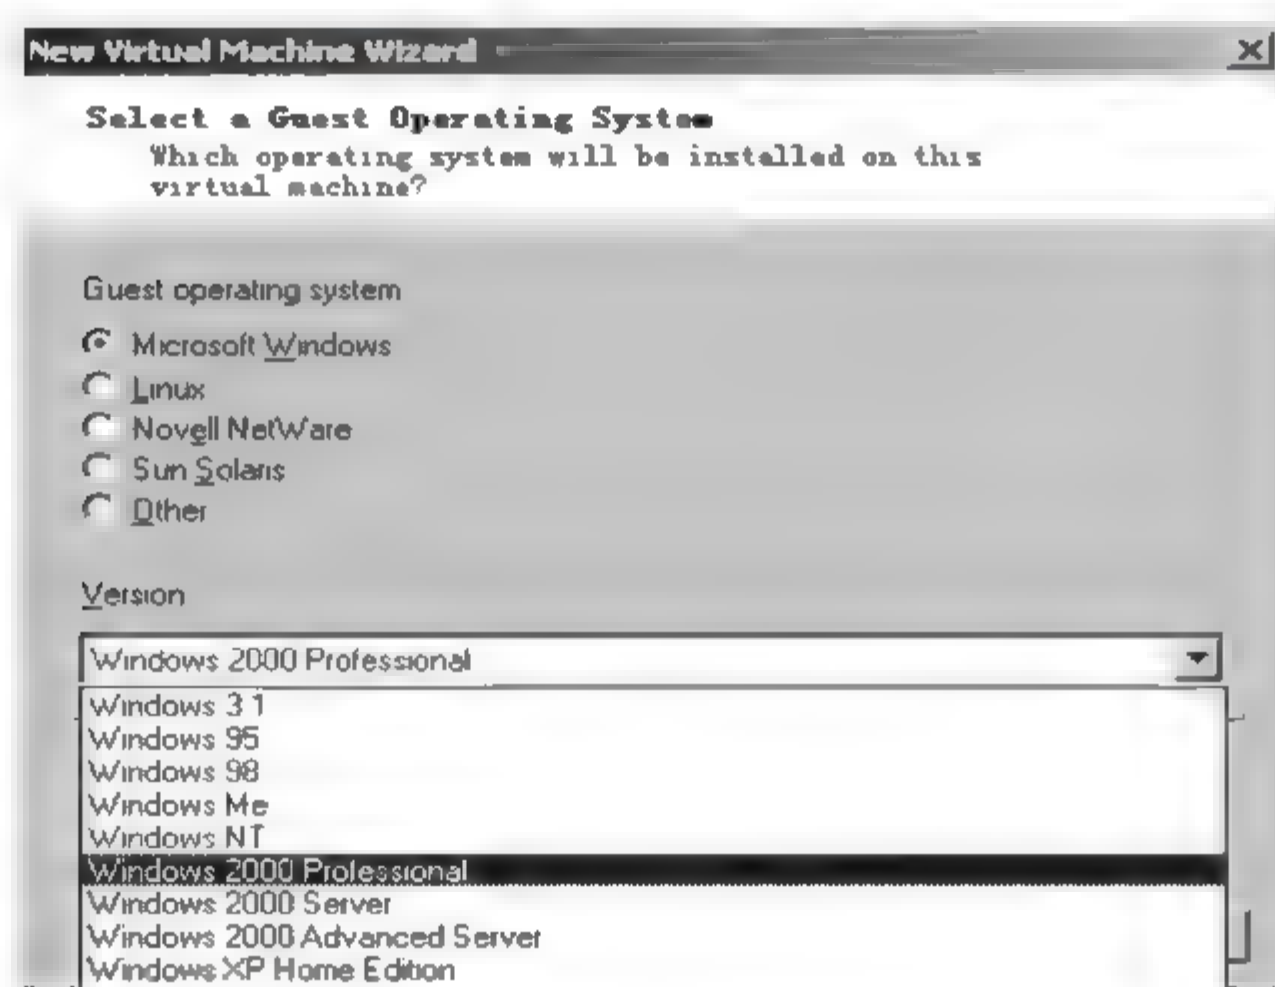 New Virtual Machine Wizard
Select a Guest Operating System
Which operating system will be installed on this
virtual machine?
Guest operating system
Microsoft Windows
Linux
Novell NetWare
Sun Solaris
Other
Version
Windows 2000 Professional
Windows 3.1
Windows 95
Windows 98
Windows Me
Windows NT
Windows 2000 Professional
Windows 2000 Server
Windows 2000 Advanced Server
Windows XP Home Edition